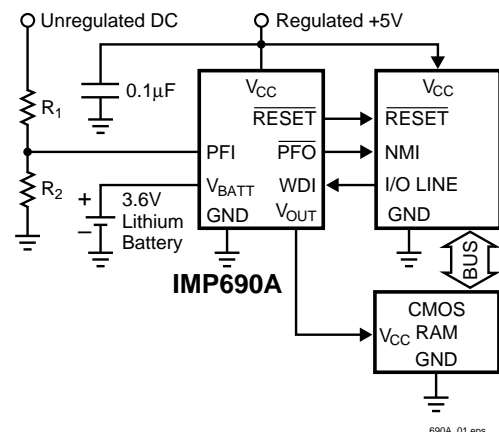 Unregulated DC
Regulated +5V
R1
0.1μF
VCC
VCC
RESET
RESET
PFI
PFO
NMI
R2
VBATT
WDI
I/O LINE
+
3.6V
–
Lithium
Battery
GND
VOUT
GND
IMP690A
BUS
CMOS
VCC RAM
GND
690A_01.eps